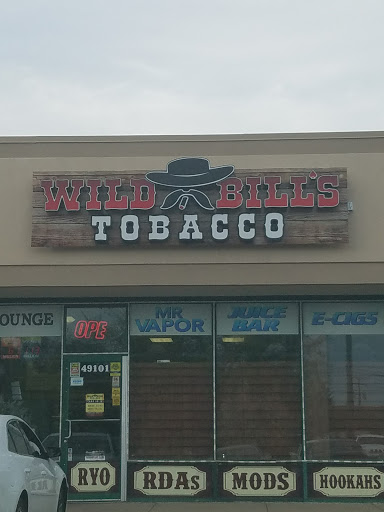 WILD BILL'S
TOBACCO
OUNGE
OPE
MR
VAPOR
JUICE
BAR
E-CIGS
49101
RYO
RDAs
MODS
HOOKAHS